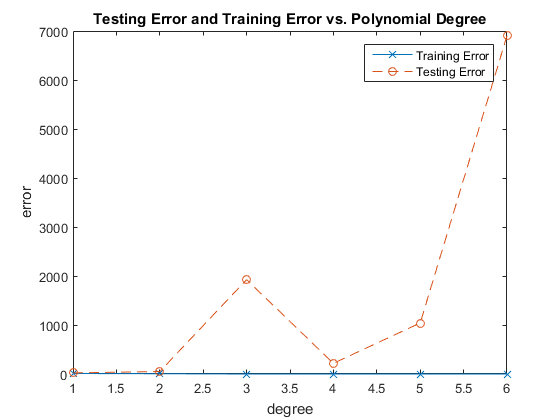 Testing Error and Training Error vs. Polynomial Degree
7000
6000
5000
4000
3000
2000
1000
0
error
Training Error
Testing Error
1 1.5 2 2.5 3 3.5 4 4.5 5 5.5 6
degree